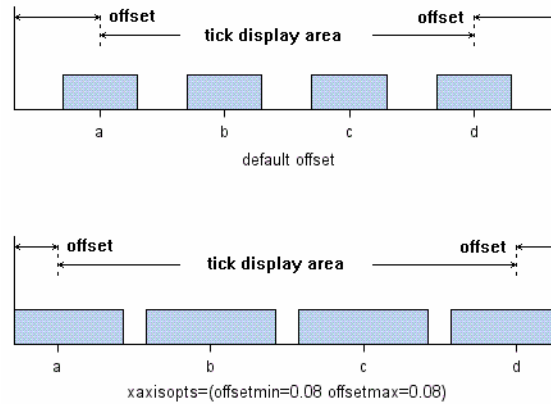 offset offset
tick display area
a b c d
default offset
offset offset
tick display area
a b c d
xaxisopts=(offsetmin=0.08 offsetmax=0.08)